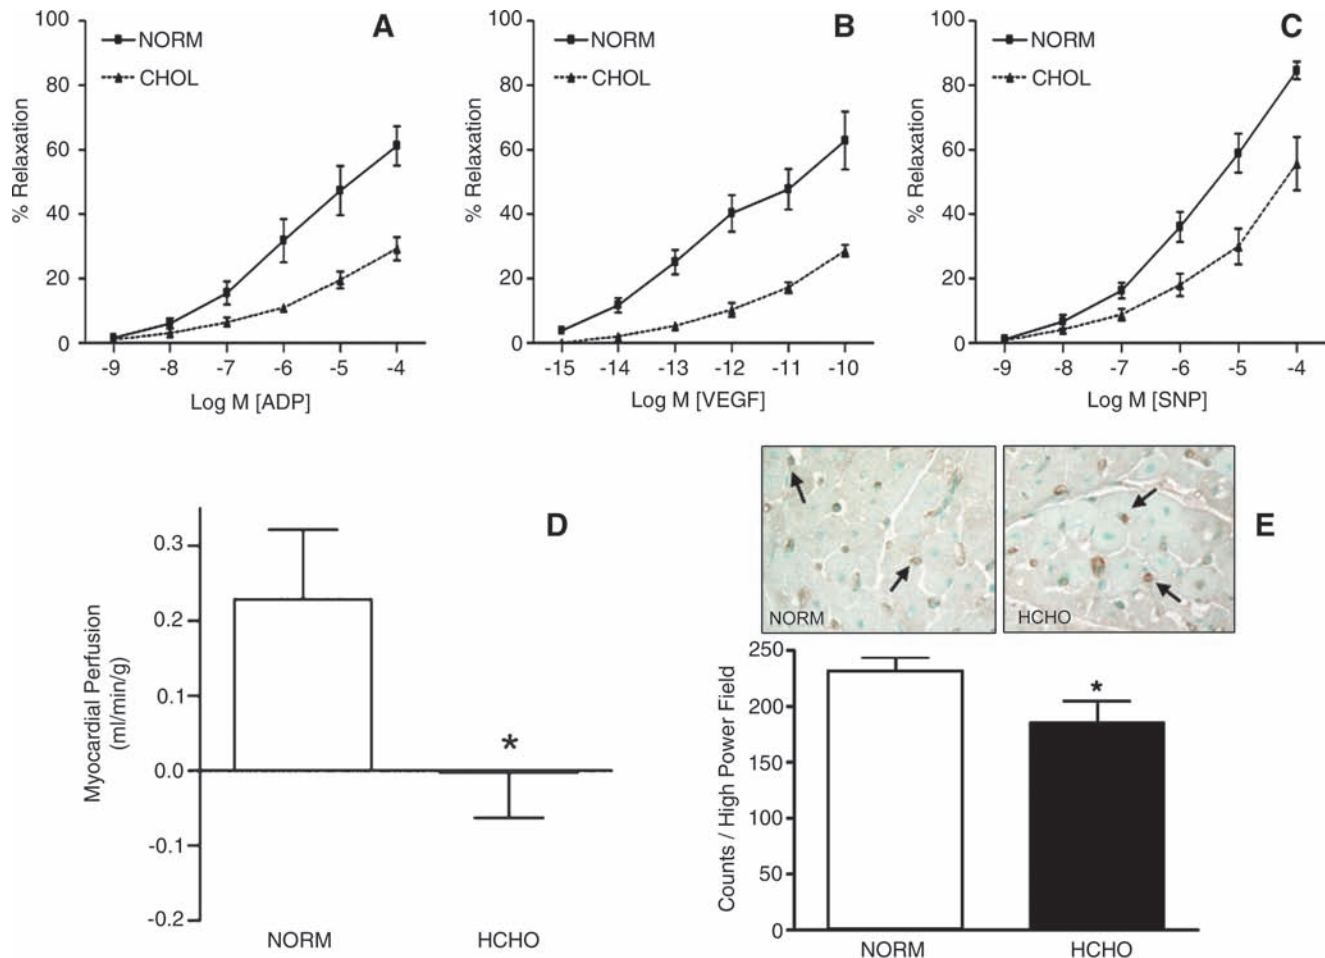 A
100
80
60
40
20
0
% Relaxation
NORM
CHOL
-9 -8 -7 -6 -5 -4
Log M [ADP]
B
100
80
60
40
20
0
% Relaxation
NORM
CHOL
-15 -14 -13 -12 -11 -10
Log M [VEGF]
C
100
80
60
40
20
0
% Relaxation
NORM
CHOL
-9 -8 -7 -6 -5 -4
Log M [SNP]
D
0.3
0.2
0.1
0.0
-0.1
-0.2
Myocardial Perfusion
(ml/min/g)
*
NORM HCHO
E
NORM
HCHO
250
200
150
100
50
0
Counts / High Power Field
*
NORM HCHO